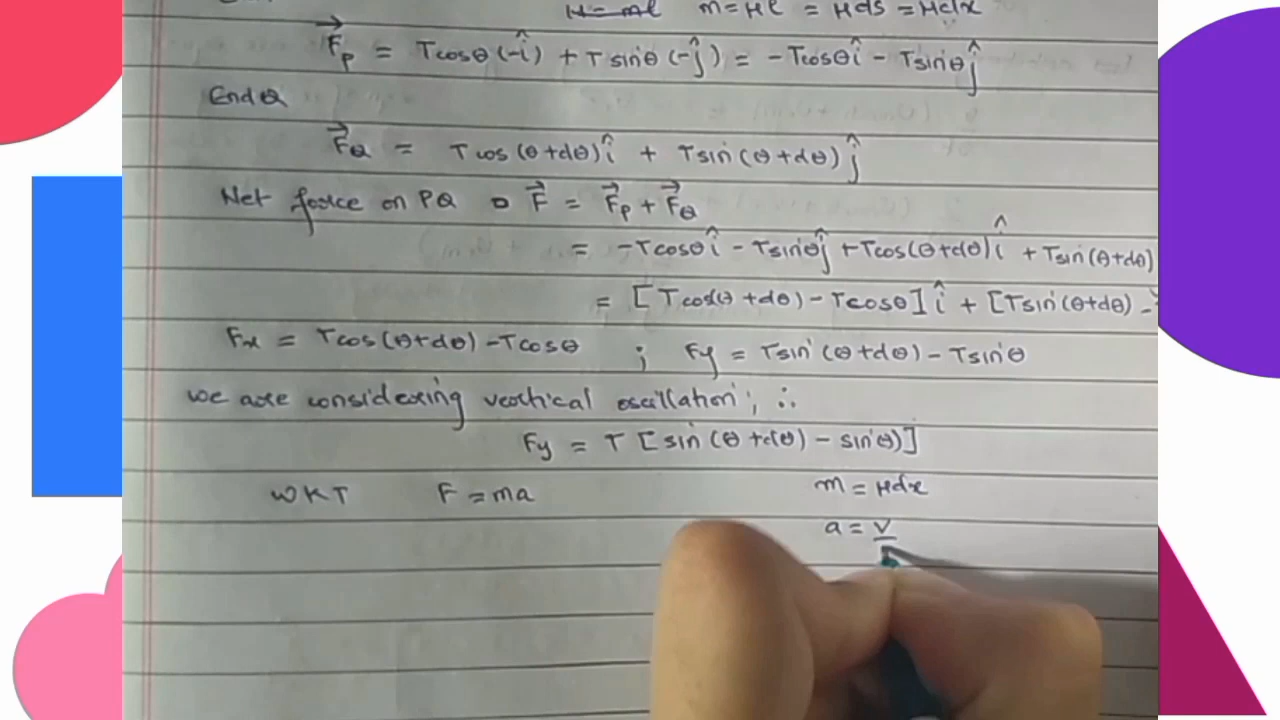 μ = ml m = μl = μds = μdx
F⃗p = Tcosθ(-î) + Tsinθ(-ĵ) = -Tcosθî - Tsinθĵ
End Q
F⃗Q = Tcos(θ+dθ)î + Tsin(θ+dθ)ĵ
Net force on PQ ⇒ F⃗ = F⃗p + F⃗Q
= -Tcosθî - Tsinθĵ + Tcos(θ+dθ)î + Tsin(θ+dθ)
= [Tcos(θ+dθ) - Tcosθ]î + [Tsin(θ+dθ) -
Fx = Tcos(θ+dθ) - Tcosθ ; Fy = Tsin(θ+dθ) - Tsinθ
we are considering vertical oscillation; ∴
Fy = T[sin(θ+dθ) - sinθ)]
WKT F = ma m = μdx
a = v